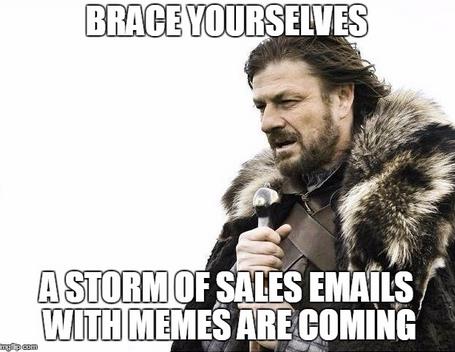 BRACE YOURSELVES
A STORM OF SALES EMAILS
WITH MEMES ARE COMING
imgflip.com